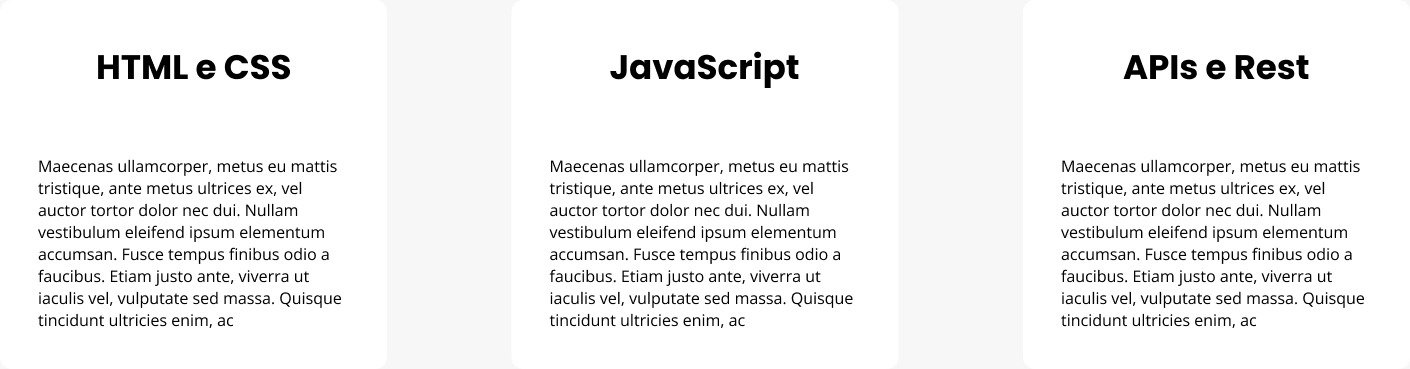 HTML e CSS
Maecenas ullamcorper, metus eu mattis
tristique, ante metus ultrices ex, vel
auctor tortor dolor nec dui. Nullam
vestibulum eleifend ipsum elementum
accumsan. Fusce tempus finibus odio a
faucibus. Etiam justo ante, viverra ut
iaculis vel, vulputate sed massa. Quisque
tincidunt ultricies enim, ac
JavaScript
Maecenas ullamcorper, metus eu mattis
tristique, ante metus ultrices ex, vel
auctor tortor dolor nec dui. Nullam
vestibulum eleifend ipsum elementum
accumsan. Fusce tempus finibus odio a
faucibus. Etiam justo ante, viverra ut
iaculis vel, vulputate sed massa. Quisque
tincidunt ultricies enim, ac
APIs e Rest
Maecenas ullamcorper, metus eu mattis
tristique, ante metus ultrices ex, vel
auctor tortor dolor nec dui. Nullam
vestibulum eleifend ipsum elementum
accumsan. Fusce tempus finibus odio a
faucibus. Etiam justo ante, viverra ut
iaculis vel, vulputate sed massa. Quisque
tincidunt ultricies enim, ac